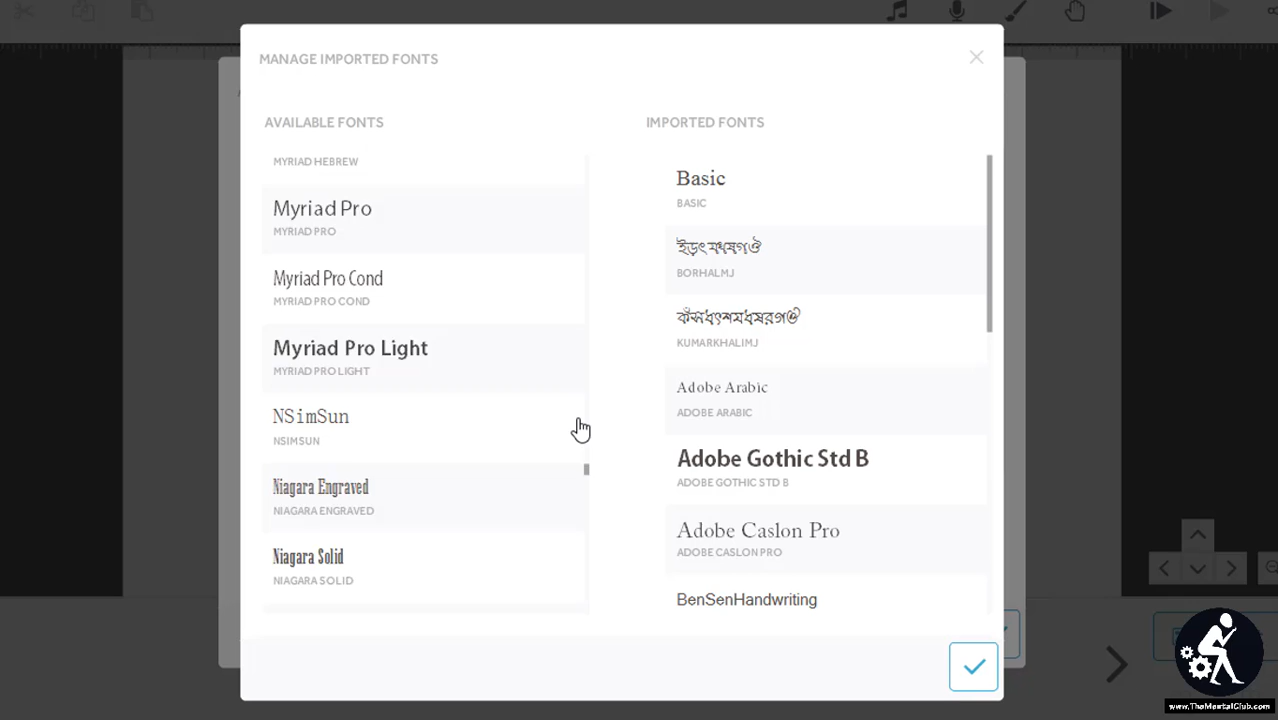 MANAGE IMPORTED FONTS
AVAILABLE FONTS
MYRIAD HEBREW
Myriad Pro
MYRIAD PRO
Myriad Pro Cond
MYRIAD PRO COND
Myriad Pro Light
MYRIAD PRO LIGHT
NSimSun
NSIMSUN
Niagara Engraved
NIAGARA ENGRAVED
Niagara Solid
NIAGARA SOLID
IMPORTED FONTS
Basic
BASIC
BORHALMJ
KUMARKHALIMJ
Adobe Arabic
ADOBE ARABIC
Adobe Gothic Std B
ADOBE GOTHIC STD B
Adobe Caslon Pro
ADOBE CASLON PRO
BenSenHandwriting
www.TheMentalClub.com